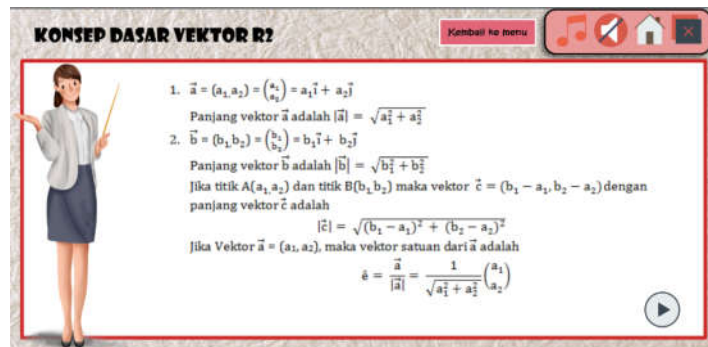 KONSEP DASAR VEKTOR R2
Kembali ke menu
1. a⃗ = (a₁, a₂) = (a₁ a₂) = a₁i⃗ + a₂j⃗
Panjang vektor a⃗ adalah |a⃗| = √(a₁² + a₂²)
2. b⃗ = (b₁, b₂) = (b₁ b₂) = b₁i⃗ + b₂j⃗
Panjang vektor b⃗ adalah |b⃗| = √(b₁² + b₂²)
Jika titik A(a₁, a₂) dan titik B(b₁, b₂) maka vektor c⃗ = (b₁ − a₁, b₂ − a₂) dengan
panjang vektor c⃗ adalah
|c⃗| = √((b₁ − a₁)² + (b₂ − a₂)²)
Jika Vektor a⃗ = (a₁, a₂), maka vektor satuan dari a⃗ adalah
ê = a⃗/|a⃗| = 1/√(a₁² + a₂²) (a₁ a₂)